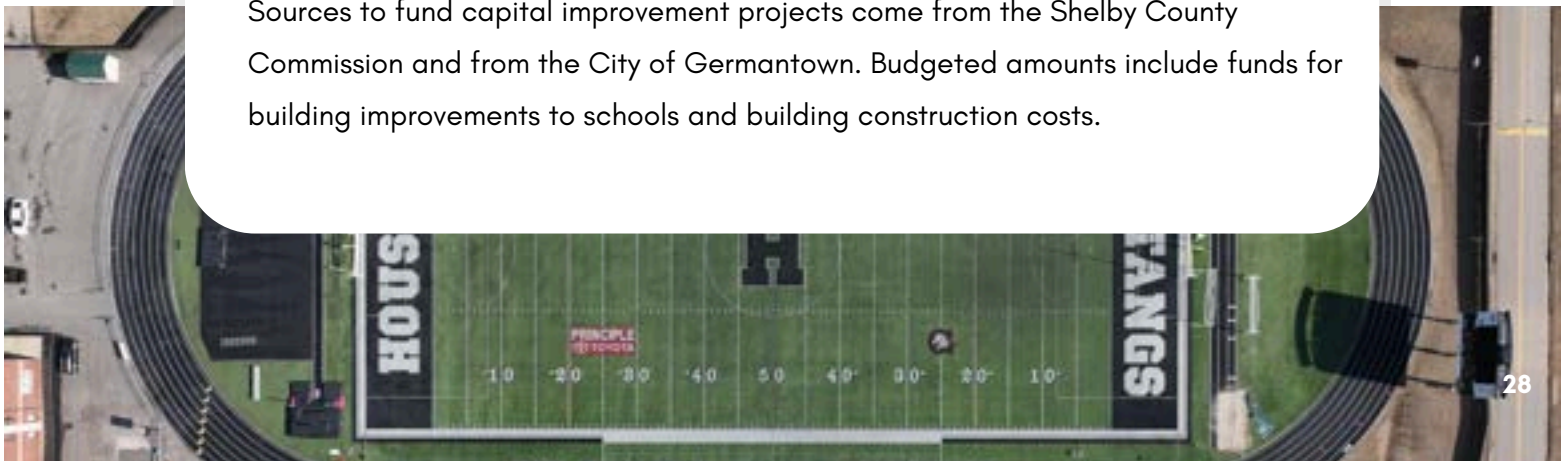 Sources to fund capital improvement projects come from the Shelby County
Commission and from the City of Germantown. Budgeted amounts include funds for
building improvements to schools and building construction costs.
HOUS
H
TANGS
PRINCIPLE
TOYOTA
10 20 30 40 50 40 30 20 10
28